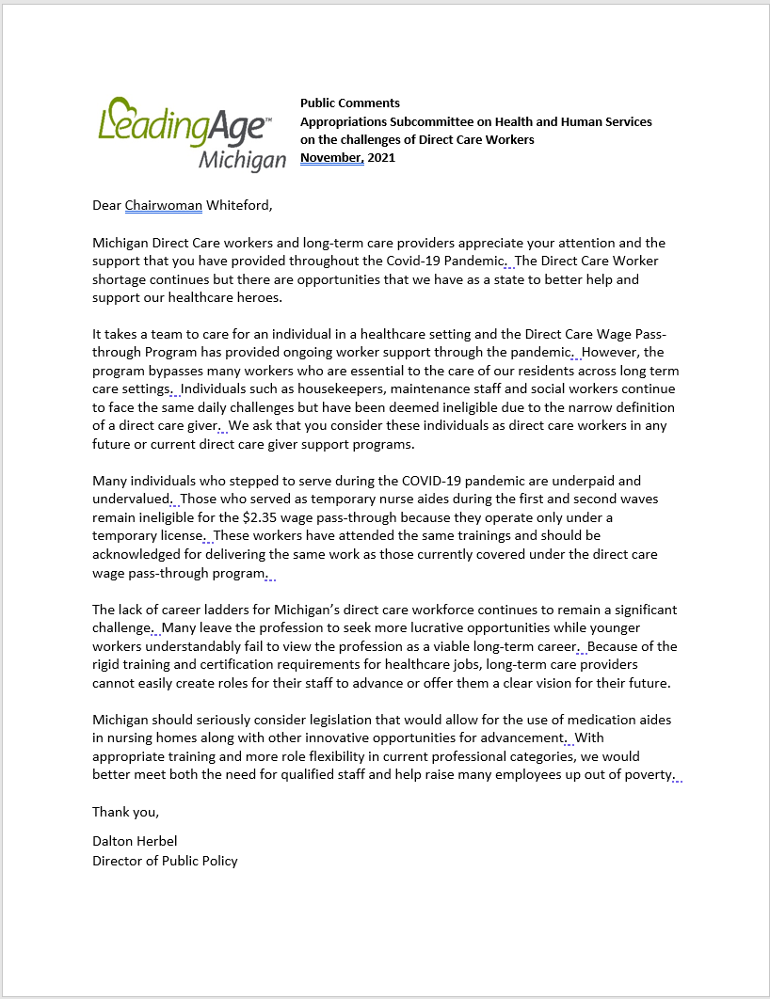 LeadingAge™
Michigan
Public Comments
Appropriations Subcommittee on Health and Human Services
on the challenges of Direct Care Workers
November, 2021
Dear Chairwoman Whiteford,
Michigan Direct Care workers and long-term care providers appreciate your attention and the
support that you have provided throughout the Covid-19 Pandemic.  The Direct Care Worker
shortage continues but there are opportunities that we have as a state to better help and
support our healthcare heroes.
It takes a team to care for an individual in a healthcare setting and the Direct Care Wage Pass-
through Program has provided ongoing worker support through the pandemic.  However, the
program bypasses many workers who are essential to the care of our residents across long term
care settings.  Individuals such as housekeepers, maintenance staff and social workers continue
to face the same daily challenges but have been deemed ineligible due to the narrow definition
of a direct care giver.  We ask that you consider these individuals as direct care workers in any
future or current direct care giver support programs.
Many individuals who stepped to serve during the COVID-19 pandemic are underpaid and
undervalued.  Those who served as temporary nurse aides during the first and second waves
remain ineligible for the $2.35 wage pass-through because they operate only under a
temporary license.  These workers have attended the same trainings and should be
acknowledged for delivering the same work as those currently covered under the direct care
wage pass-through program.
The lack of career ladders for Michigan's direct care workforce continues to remain a significant
challenge.  Many leave the profession to seek more lucrative opportunities while younger
workers understandably fail to view the profession as a viable long-term career.  Because of the
rigid training and certification requirements for healthcare jobs, long-term care providers
cannot easily create roles for their staff to advance or offer them a clear vision for their future.
Michigan should seriously consider legislation that would allow for the use of medication aides
in nursing homes along with other innovative opportunities for advancement.  With
appropriate training and more role flexibility in current professional categories, we would
better meet both the need for qualified staff and help raise many employees up out of poverty.
Thank you,
Dalton Herbel
Director of Public Policy